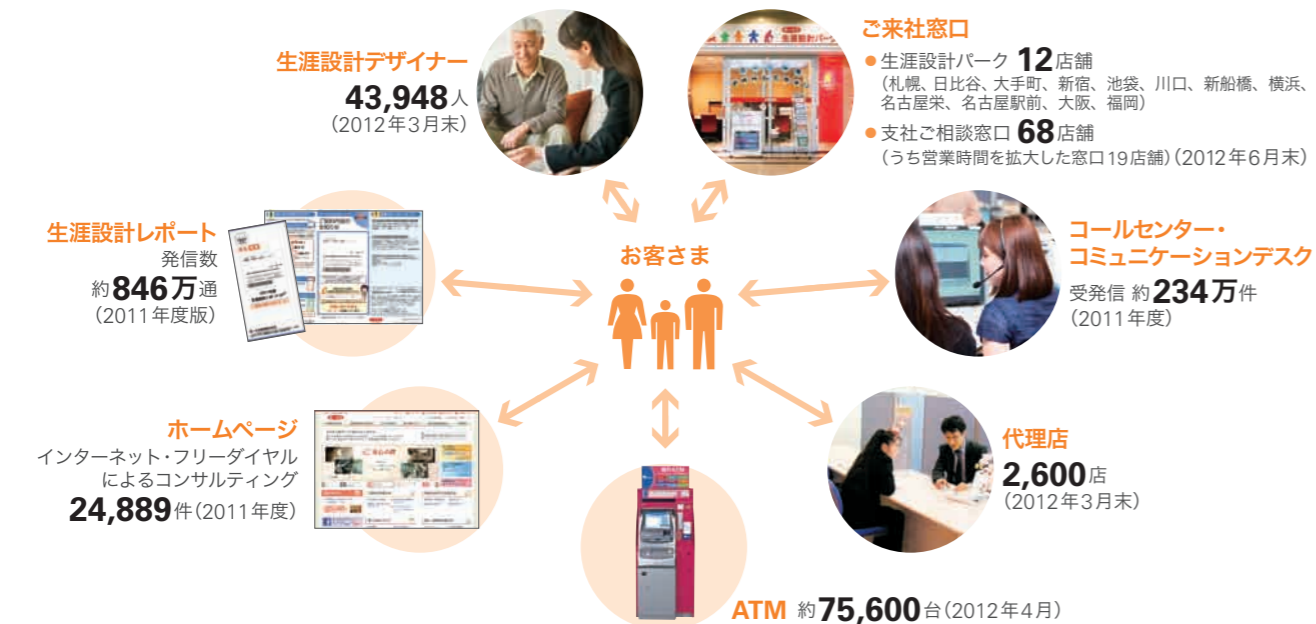 生涯設計デザイナー
43,948人
(2012年3月末)
生涯設計パーク
ご来社窓口
●生涯設計パーク 12店舗
(札幌、日比谷、大手町、新宿、池袋、川口、新船橋、横浜、
名古屋栄、名古屋駅前、大阪、福岡)
●支社ご相談窓口 68店舗
(うち営業時間を拡大した窓口19店舗)(2012年6月末)
生涯設計レポート
発信数
約846万通
(2011年度版)
お客さま
コールセンター・
コミュニケーションデスク
受発信 約234万件
(2011年度)
ホームページ
インターネット・フリーダイヤル
によるコンサルティング
24,889件(2011年度)
代理店
2,600店
(2012年3月末)
ATM 約75,600台(2012年4月)